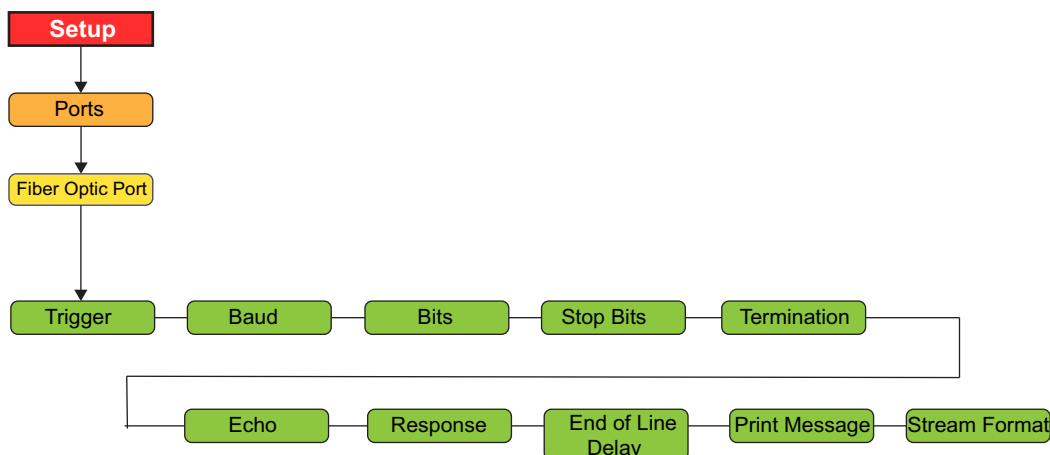 Setup
Ports
Fiber Optic Port
Trigger
Baud
Bits
Stop Bits
Termination
Echo
Response
End of Line
Delay
Print Message
Stream Format